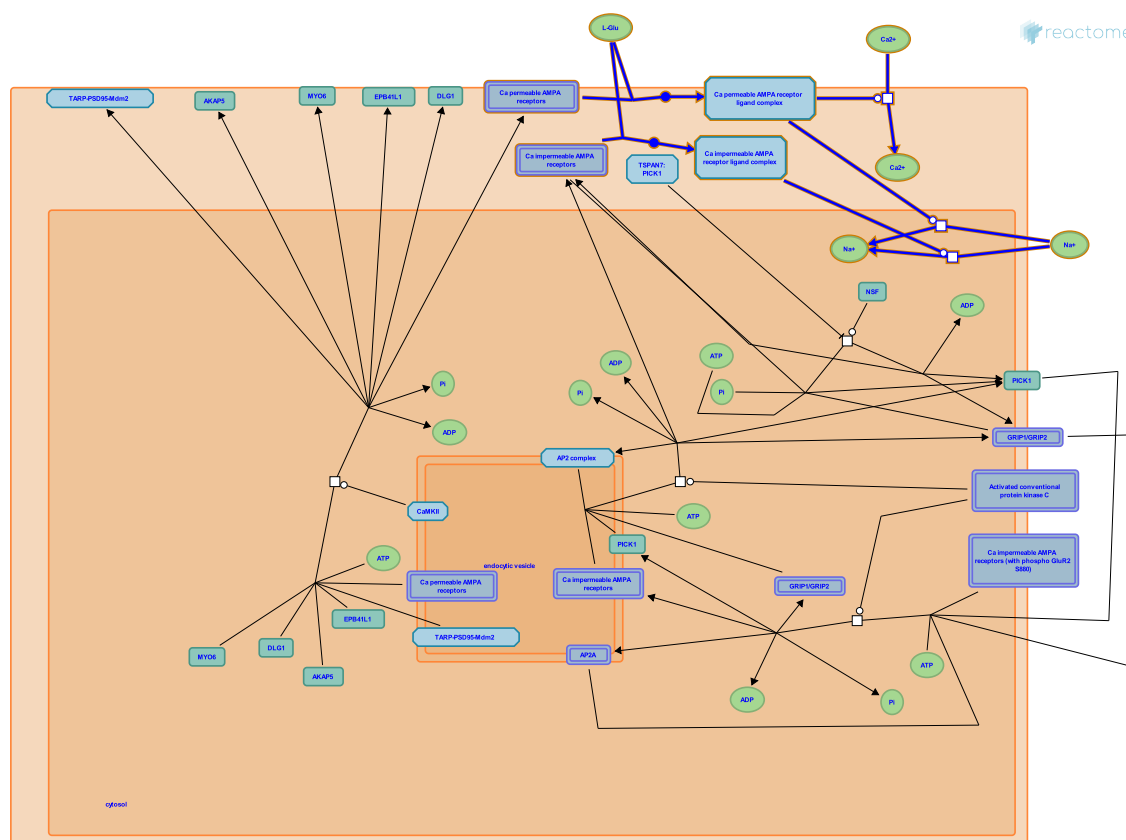 L-Glu
Ca2+
reactome
TARP-PSD95-Mdm2
AKAP5
MYO6
EPB41L1
DLG1
Ca permeable AMPA
receptors
Ca permeable AMPA receptor
ligand complex
Ca impermeable AMPA
receptors
TSPAN7:
PICK1
Ca impermeable AMPA
receptor ligand complex
Ca2+
Na+
Na+
NSF
ADP
ATP
ADP
Pi
Pi
Pi
ADP
PICK1
GRIP1/GRIP2
AP2 complex
Activated conventional
protein kinase C
CaMKII
ATP
PICK1
Ca impermeable AMPA
receptors (with phospho GluR2
S880)
ATP
endocytic vesicle
Ca permeable AMPA
receptors
Ca impermeable AMPA
receptors
GRIP1/GRIP2
EPB41L1
TARP-PSD95-Mdm2
MYO6
DLG1
AKAP5
AP2A
ATP
ADP
Pi
cytosol